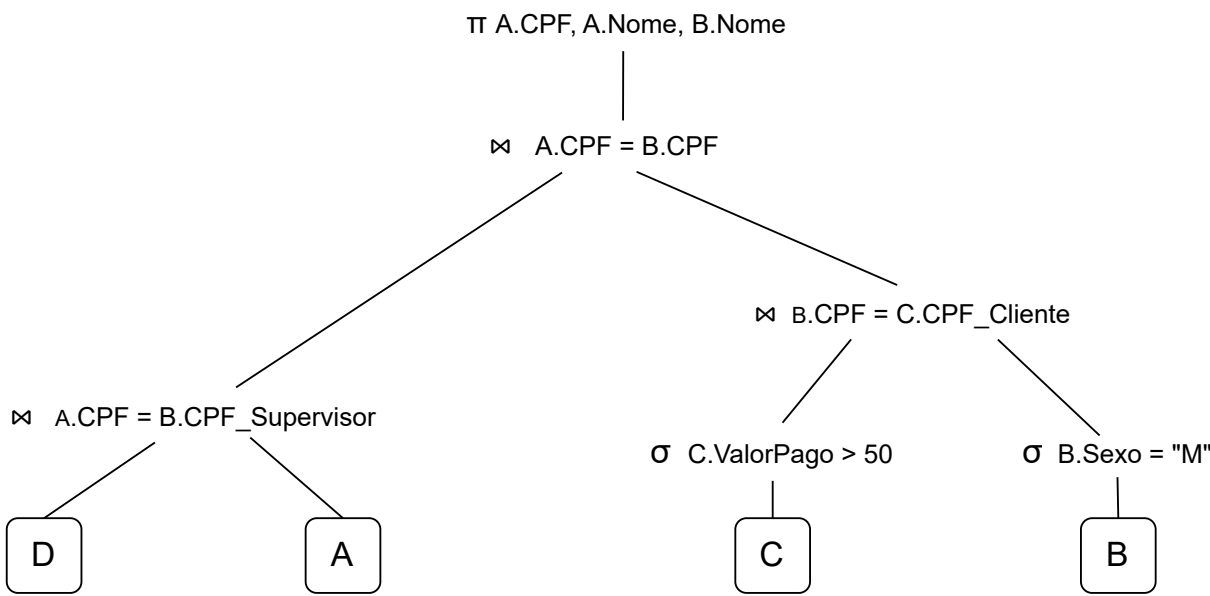 π A.CPF, A.Nome, B.Nome
⋈ A.CPF = B.CPF
⋈ B.CPF = C.CPF_Cliente
⋈ A.CPF = B.CPF_Supervisor
σ C.ValorPago > 50
σ B.Sexo = "M"
D
A
C
B